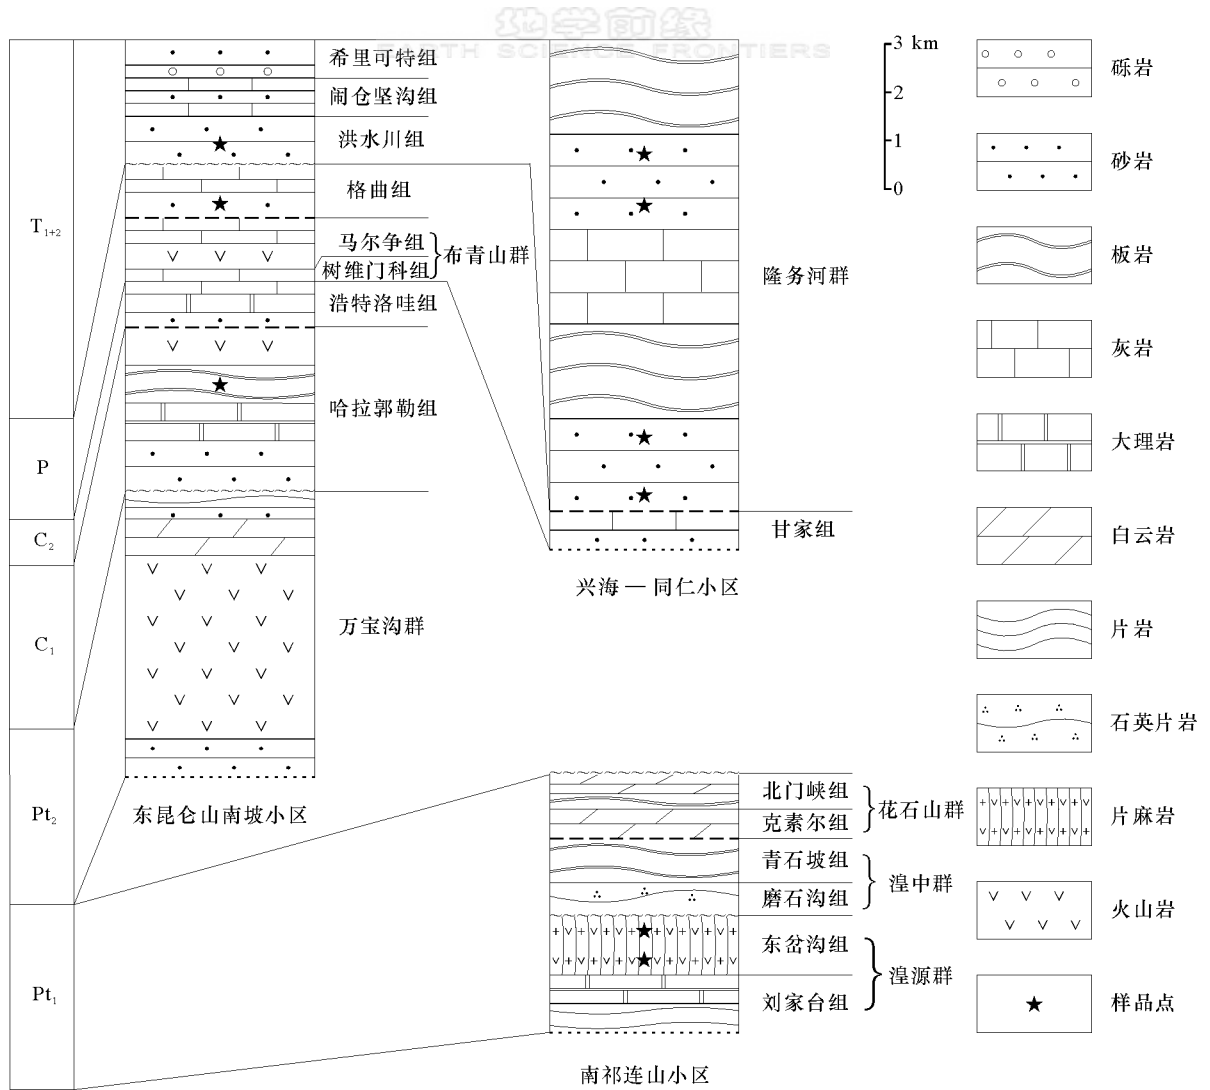 地学前缘
EARTH SCIENCE FRONTIERS
T1+2
P
C2
C1
Pt2
Pt1
希里可特组
闹仓坚沟组
洪水川组
格曲组
马尔争组
树维门科组
布青山群
浩特洛哇组
哈拉郭勒组
万宝沟群
东昆仑山南坡小区
隆务河群
甘家组
兴海—同仁小区
北门峡组
克素尔组
花石山群
青石坡组
磨石沟组
湟中群
东岔沟组
刘家台组
湟源群
南祁连山小区
3 km
2
1
0
砾岩
砂岩
板岩
灰岩
大理岩
白云岩
片岩
石英片岩
片麻岩
火山岩
样品点